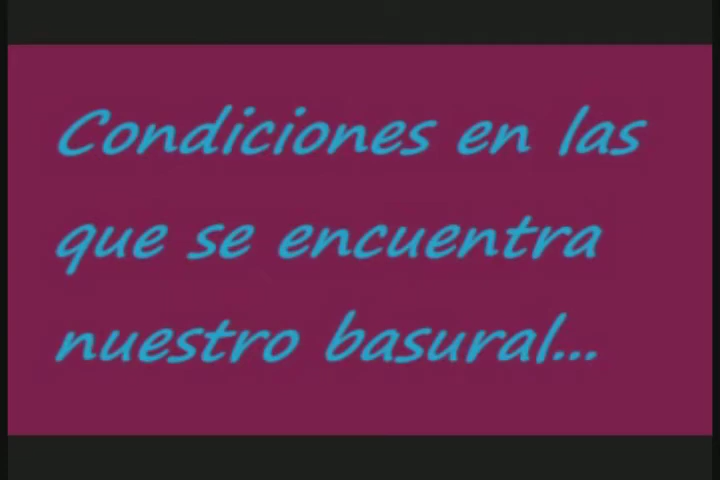 Condiciones en las
que se encuentra
nuestro basural...